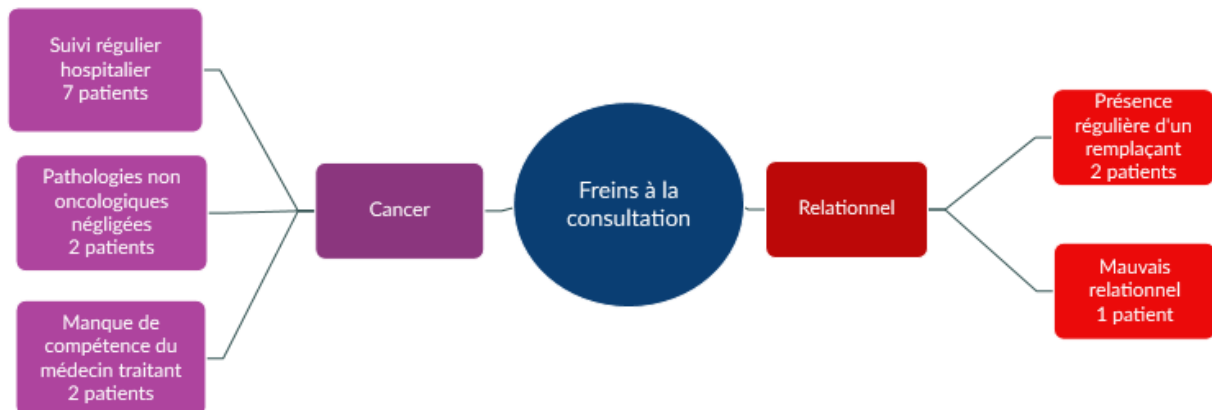 Suivi régulier
hospitalier
7 patients
Pathologies non
oncologiques
négligées
2 patients
Manque de
compétence du
médecin traitant
2 patients
Cancer
Freins à la
consultation
Relationnel
Présence
régulière d'un
remplaçant
2 patients
Mauvais
relationnel
1 patient